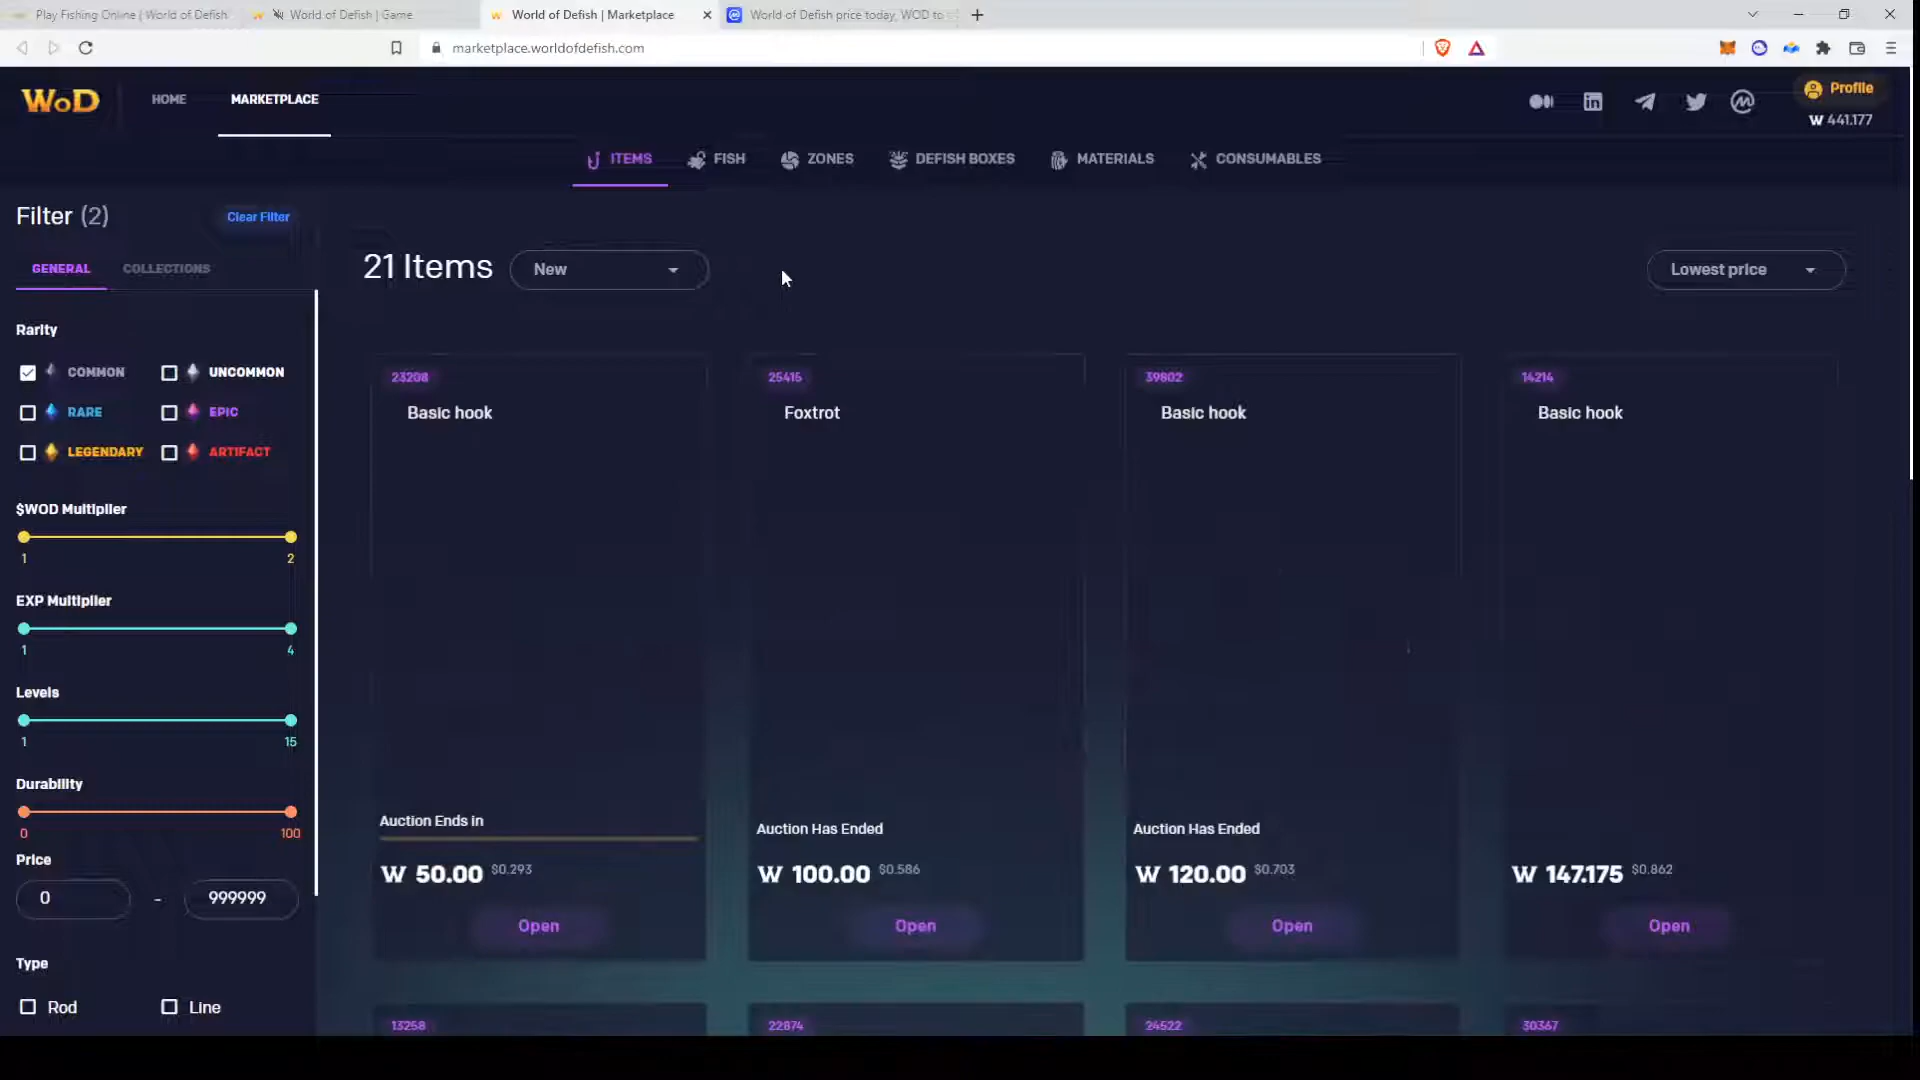 Play Fishing Online | World of Defish
World of Defish | Game
World of Defish | Marketplace
World of Defish price today, WOD to
marketplace.worldofdefish.com
WoD
HOME
MARKETPLACE
Profile
W 441.177
ITEMS
FISH
ZONES
DEFISH BOXES
MATERIALS
CONSUMABLES
Filter (2)
Clear Filter
GENERAL
COLLECTIONS
21 Items
New
Lowest price
Rarity
COMMON
UNCOMMON
RARE
EPIC
LEGENDARY
ARTIFACT
$WOD Multiplier
1
2
EXP Multiplier
1
4
Levels
1
15
Durability
0
100
Price
0
-
999999
Type
Rod
Line
23208
Basic hook
Auction Ends in
W 50.00 $0.293
Open
25415
Foxtrot
Auction Has Ended
W 100.00 $0.586
Open
39802
Basic hook
Auction Has Ended
W 120.00 $0.703
Open
14214
Basic hook
W 147.175 $0.862
Open
13258
22874
24522
30367